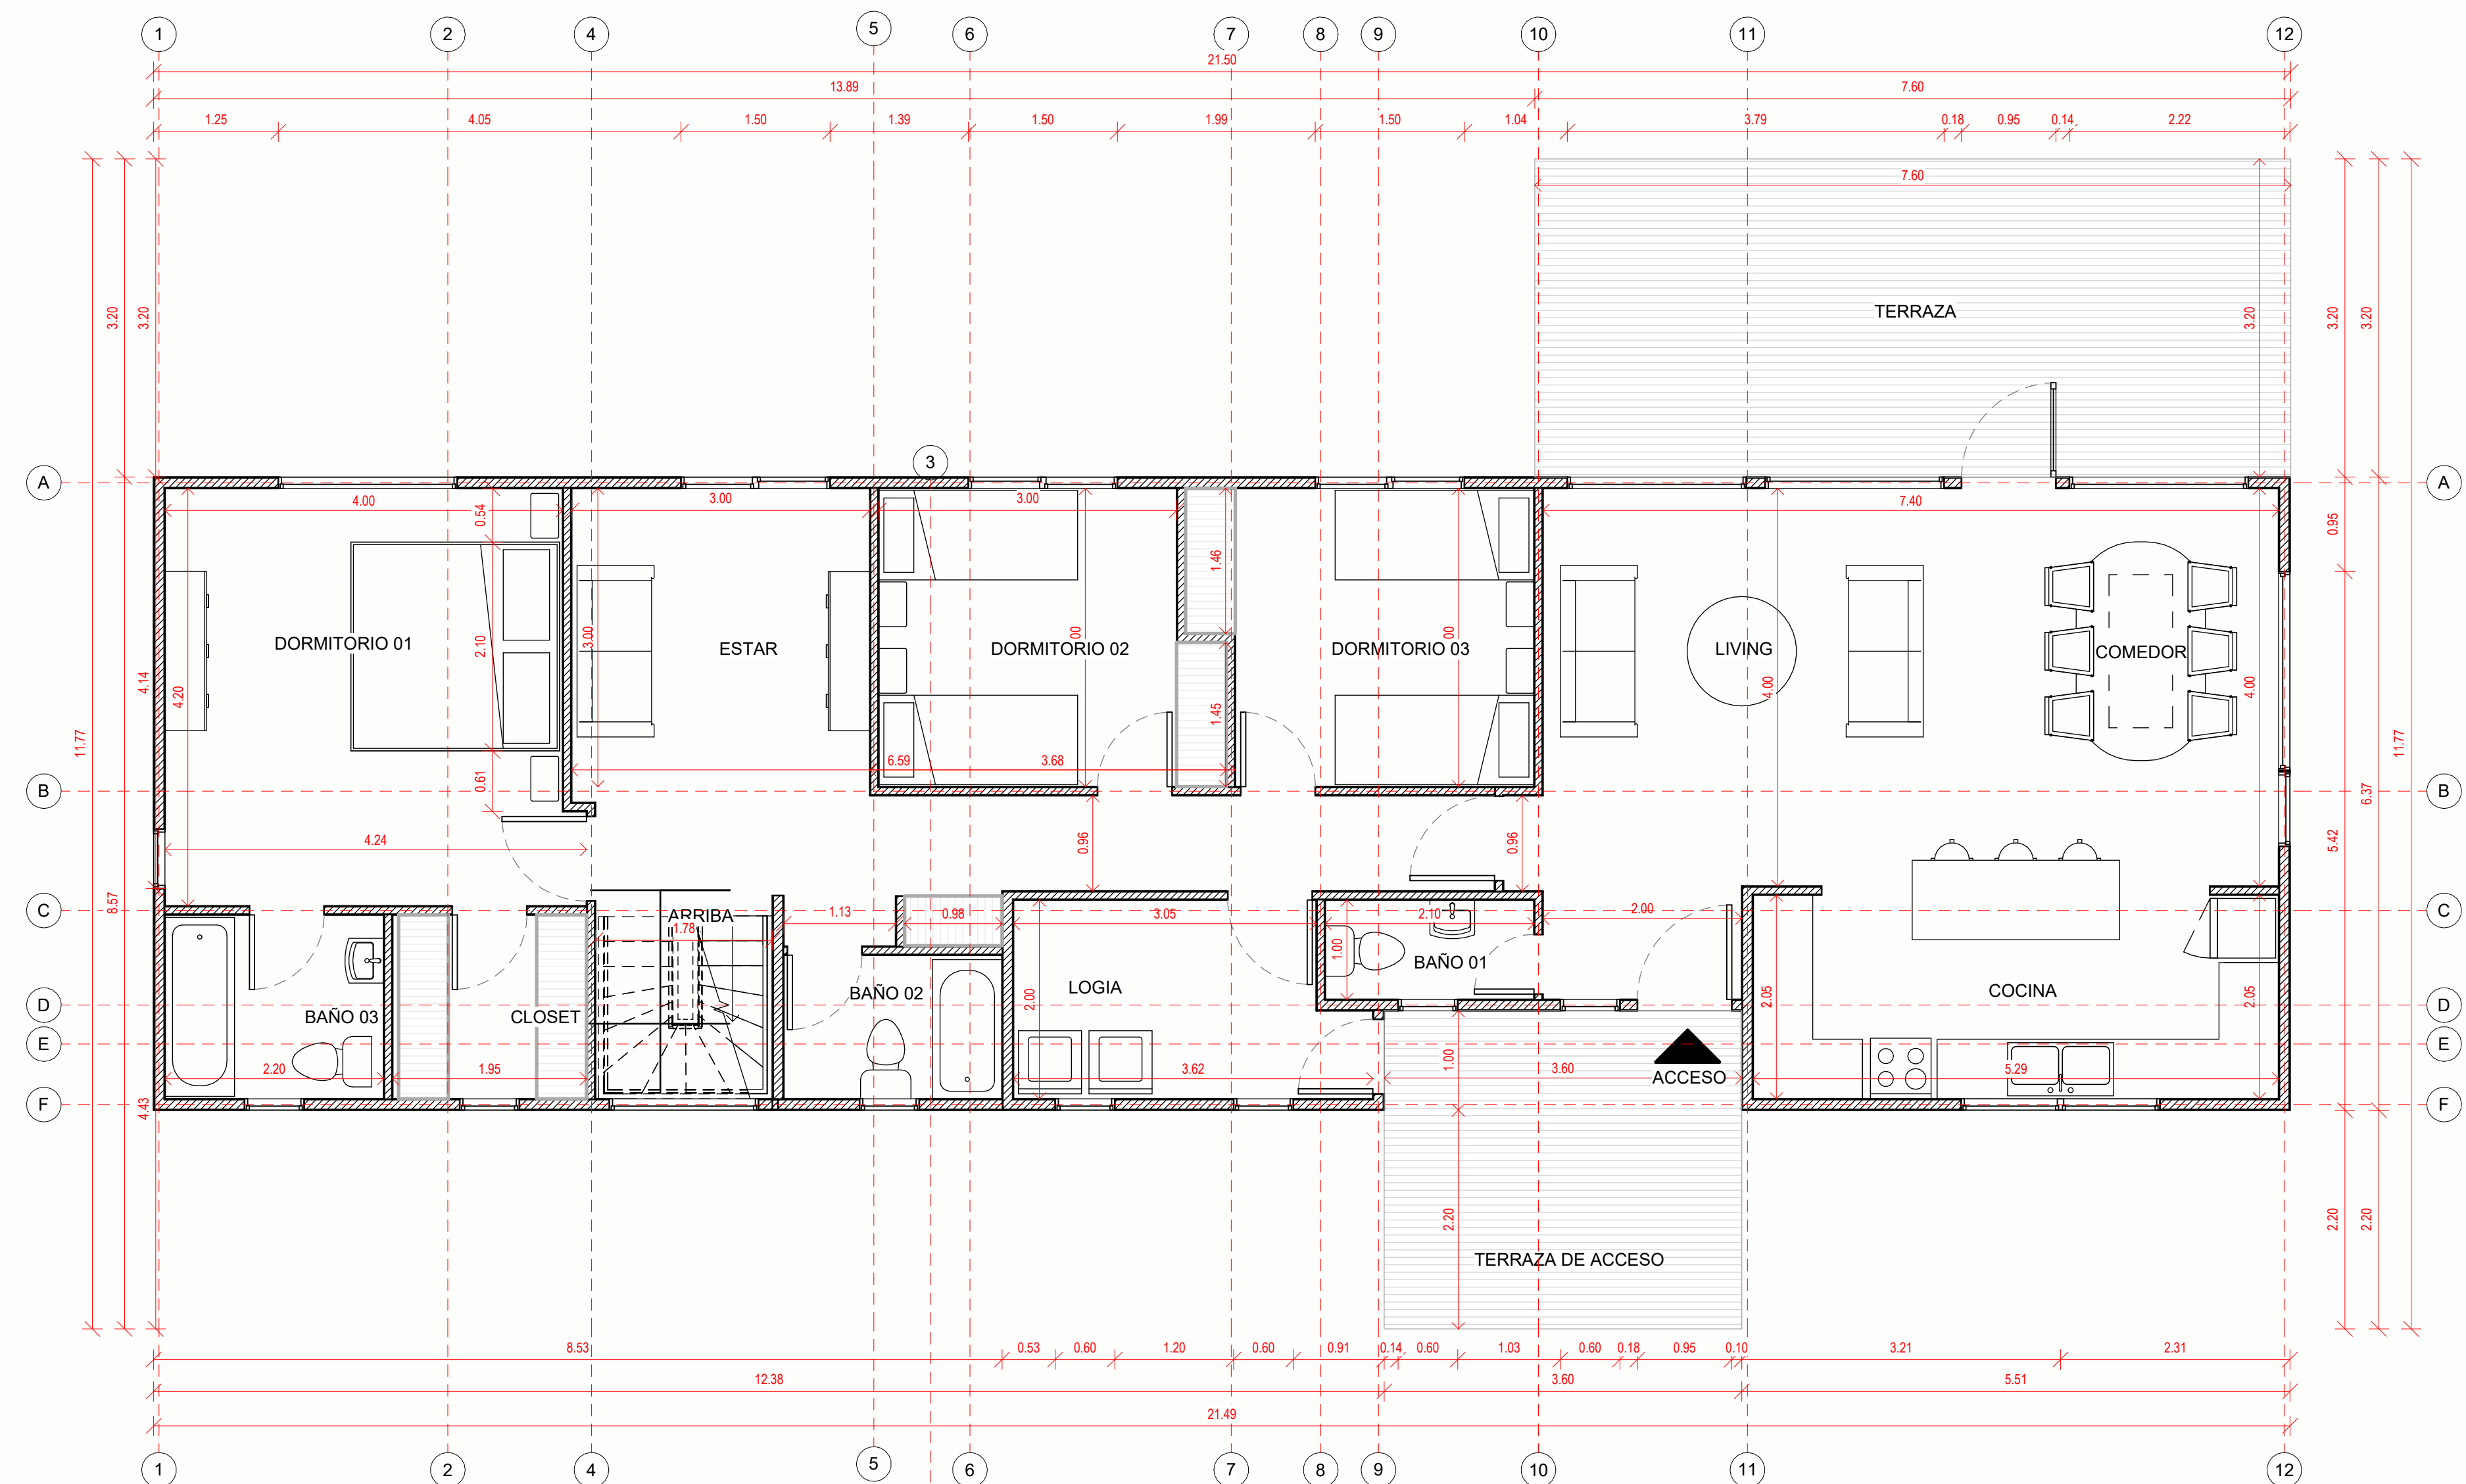 1 2 4 5 6 7 8 9 10 11 12
21.50
13.89 7.60
1.25 4.05 1.50 1.39 1.50 1.99 1.50 1.04 3.79 0.18 0.95 0.14 2.22
7.60
3.20 3.20 TERRAZA 3.20 3.20 3.20
3
A A
4.00 3.00 3.00 7.40
0.54 1.46 0.95
DORMITORIO 01 2.10 3.00 ESTAR 00 DORMITORIO 02 DORMITORIO 03 00 LIVING COMEDOR
4.14 4.20 1.45 4.00 4.00
11.77 11.77
0.61 6.59 3.68
B B
6.37
4.24 0.96 0.96 5.42
8.57
C C
ARRIBA 1.13 0.98 3.05 2.10 2.00
1.78
1.00 BAÑO 01
BAÑO 02 LOGIA 2.00 2.05 COCINA 2.05
D D
BAÑO 03 CLOSET
E E
2.20 1.95 3.62 1.00 3.60 ACCESO 5.29
F F
4.43
2.20 2.20 2.20
TERRAZA DE ACCESO
8.53 0.53 0.60 1.20 0.60 0.91 0.14 0.60 1.03 0.60 0.18 0.95 0.10 3.21 2.31
12.38 3.60 5.51
21.49
1 2 4 5 6 7 8 9 10 11 12